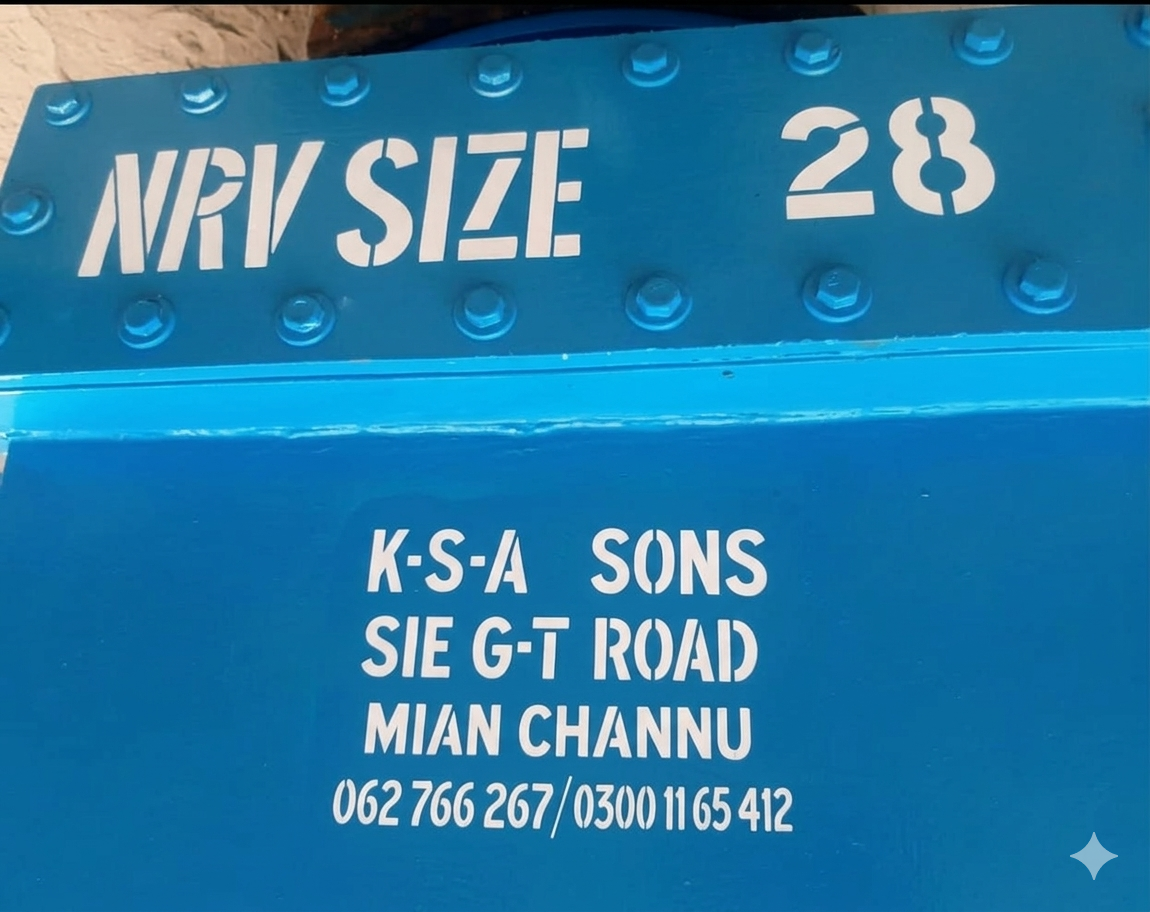 NRV SIZE 28
K-S-A SONS
SIE G-T ROAD
MIAN CHANNU
062 766 267/0300 11 65 412